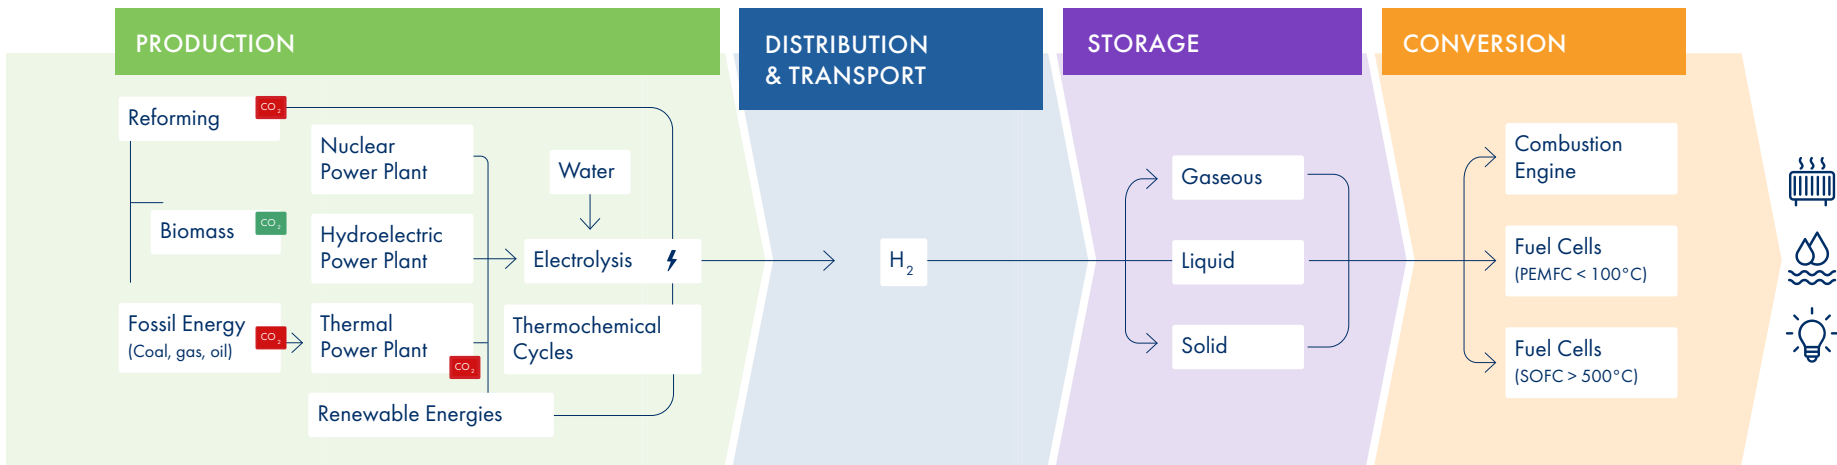 PRODUCTION
Reforming
CO₂
Nuclear
Power Plant
Water
Biomass
CO₂
Hydroelectric
Power Plant
Electrolysis
Fossil Energy
(Coal, gas, oil)
CO₂
Thermal
Power Plant
CO₂
Thermochemical
Cycles
Renewable Energies
DISTRIBUTION
& TRANSPORT
H₂
STORAGE
Gaseous
Liquid
Solid
CONVERSION
Combustion
Engine
Fuel Cells
(PEMFC < 100°C)
Fuel Cells
(SOFC > 500°C)